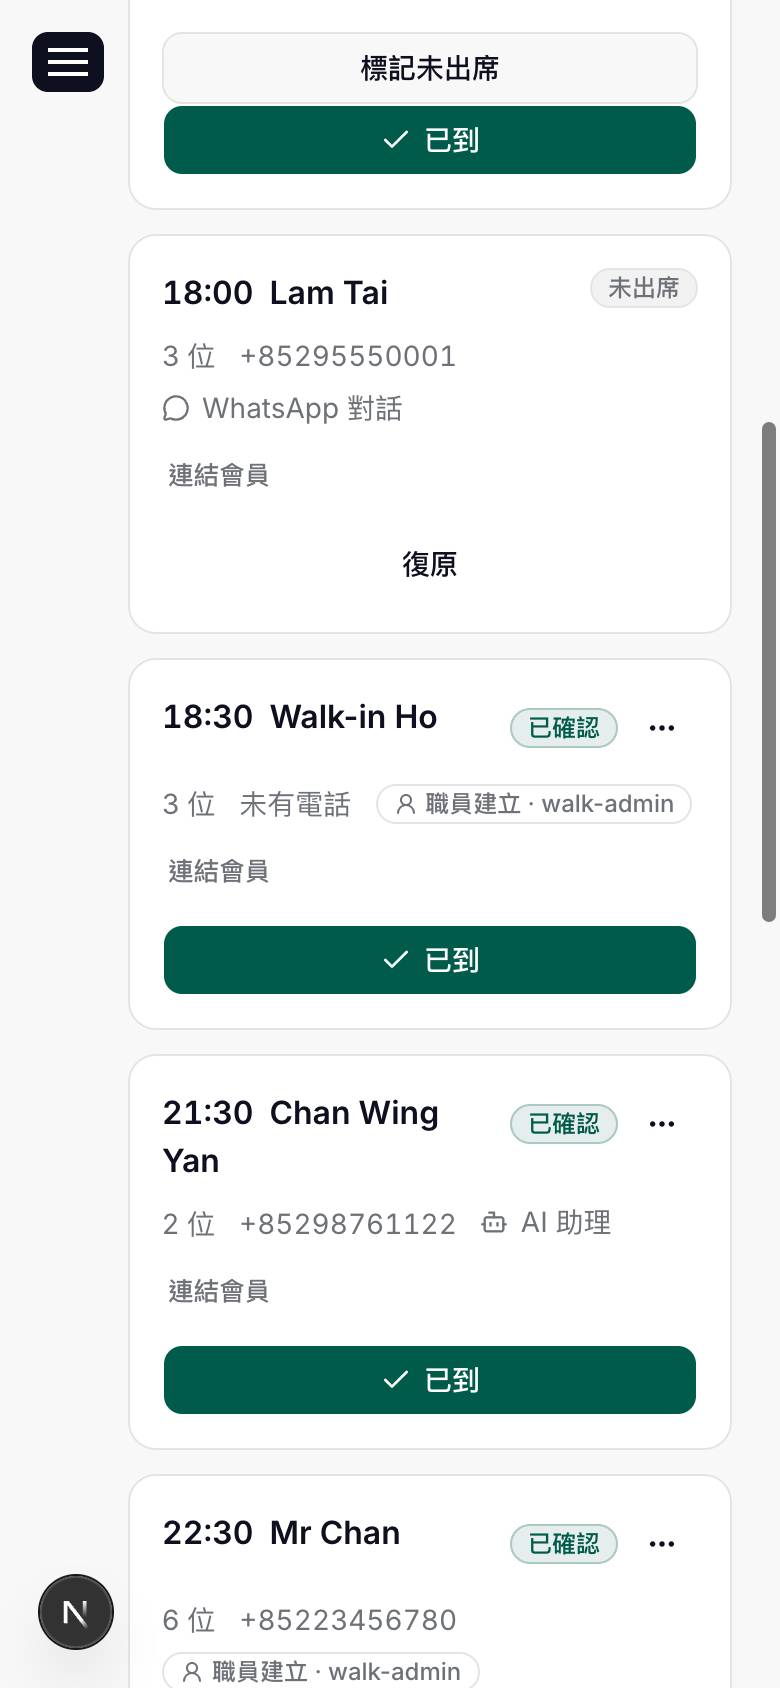 標記未出席
已到
18:00 Lam Tai 未出席
3 位 +85295550001
WhatsApp 對話
連結會員
復原
18:30 Walk-in Ho 已確認
3 位 未有電話 職員建立 · walk-admin
連結會員
已到
21:30 Chan Wing 已確認
Yan
2 位 +85298761122 AI 助理
連結會員
已到
22:30 Mr Chan 已確認
6 位 +85223456780
職員建立 · walk-admin
N